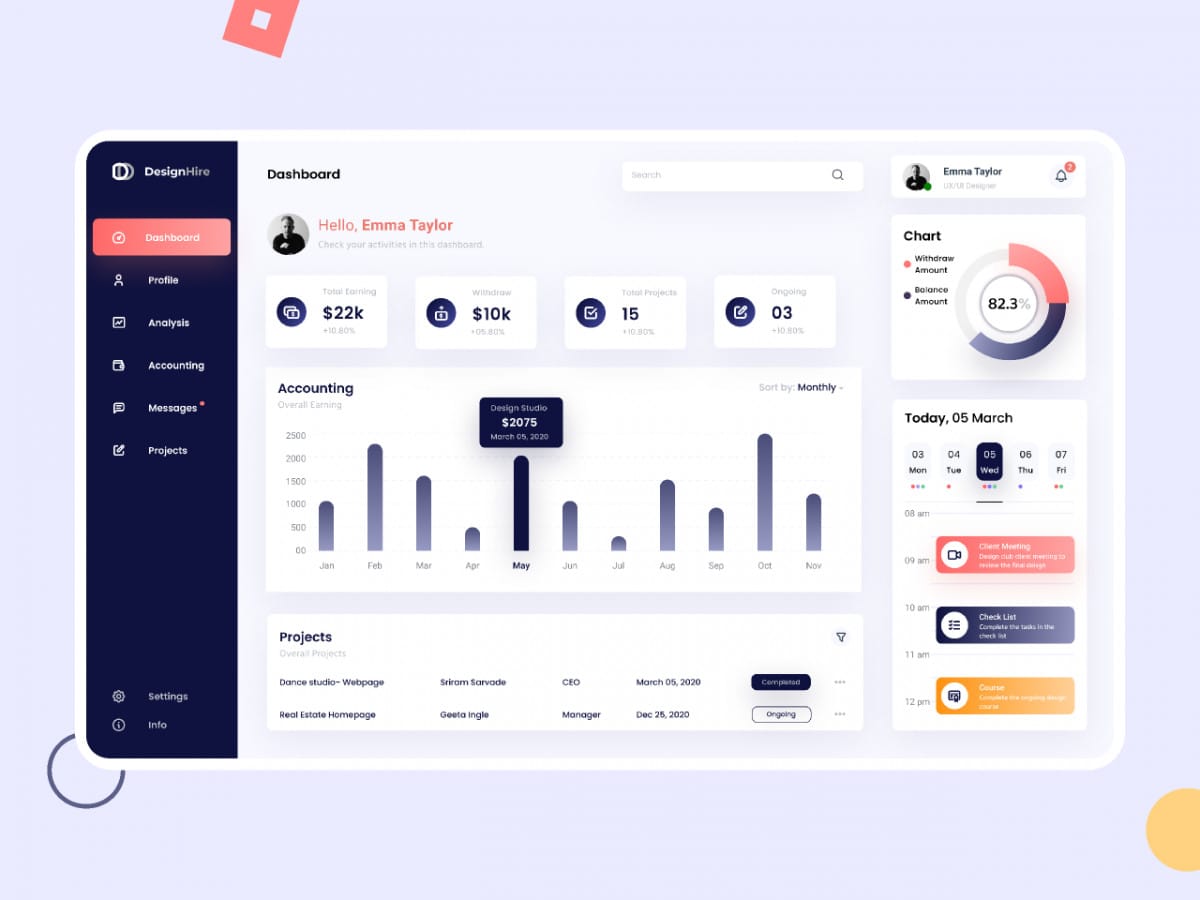 DesignHire
Dashboard
Profile
Analysis
Accounting
Messages
Projects
Settings
Info
Dashboard
Search
Hello, Emma Taylor
Check your activities in this dashboard.
Total Earning
$22k
+10.80%
Withdraw
$10k
+05.80%
Total Projects
15
+10.80%
Ongoing
03
+10.80%
Accounting
Overall Earning
Sort by: Monthly
Design Studio
$2075
March 05, 2020
2500
2000
1500
1000
500
00
Jan Feb Mar Apr May Jun Jul Aug Sep Oct Nov
Projects
Overall Projects
Dance studio- Webpage Sriram Sarvade CEO March 05, 2020 Completed
Real Estate Homepage Geeta Ingle Manager Dec 25, 2020 Ongoing
Emma Taylor
UX/UI Designer
2
Chart
Withdraw
Amount
Balance
Amount
82.3%
Today, 05 March
03 04 05 06 07
Mon Tue Wed Thu Fri
08 am
09 am
Client Meeting
Design club client meeting to
review the final deisgn
10 am
Check List
Complete the tasks in the
check list
11 am
12 pm
Course
Complete the ongoing design
course